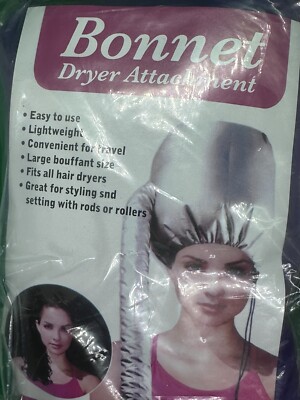 Bonnet
Dryer Attachment
• Easy to use
• Lightweight
• Convenient for travel
• Large bouffant size
• Fits all hair dryers
• Great for styling snd
setting with rods or rollers